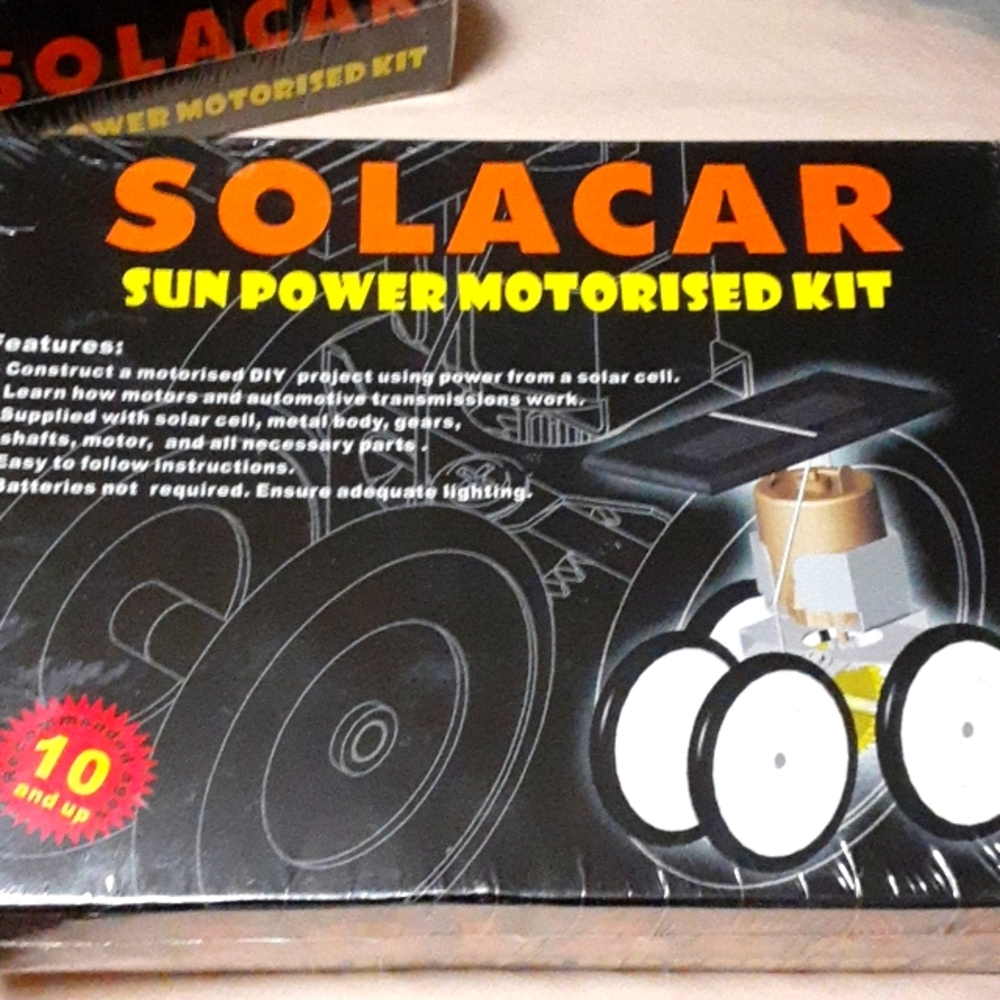 SOLACAR
POWER MOTORISED KIT
SOLACAR
SUN POWER MOTORISED KIT
Features:
Construct a motorised DIY project using power from a solar cell.
Learn how motors and automotive transmissions work.
Supplied with solar cell, metal body, gears,
shafts, motor, and all necessary parts.
Easy to follow instructions.
Batteries not required. Ensure adequate lighting.
Recommended ages
10
and up